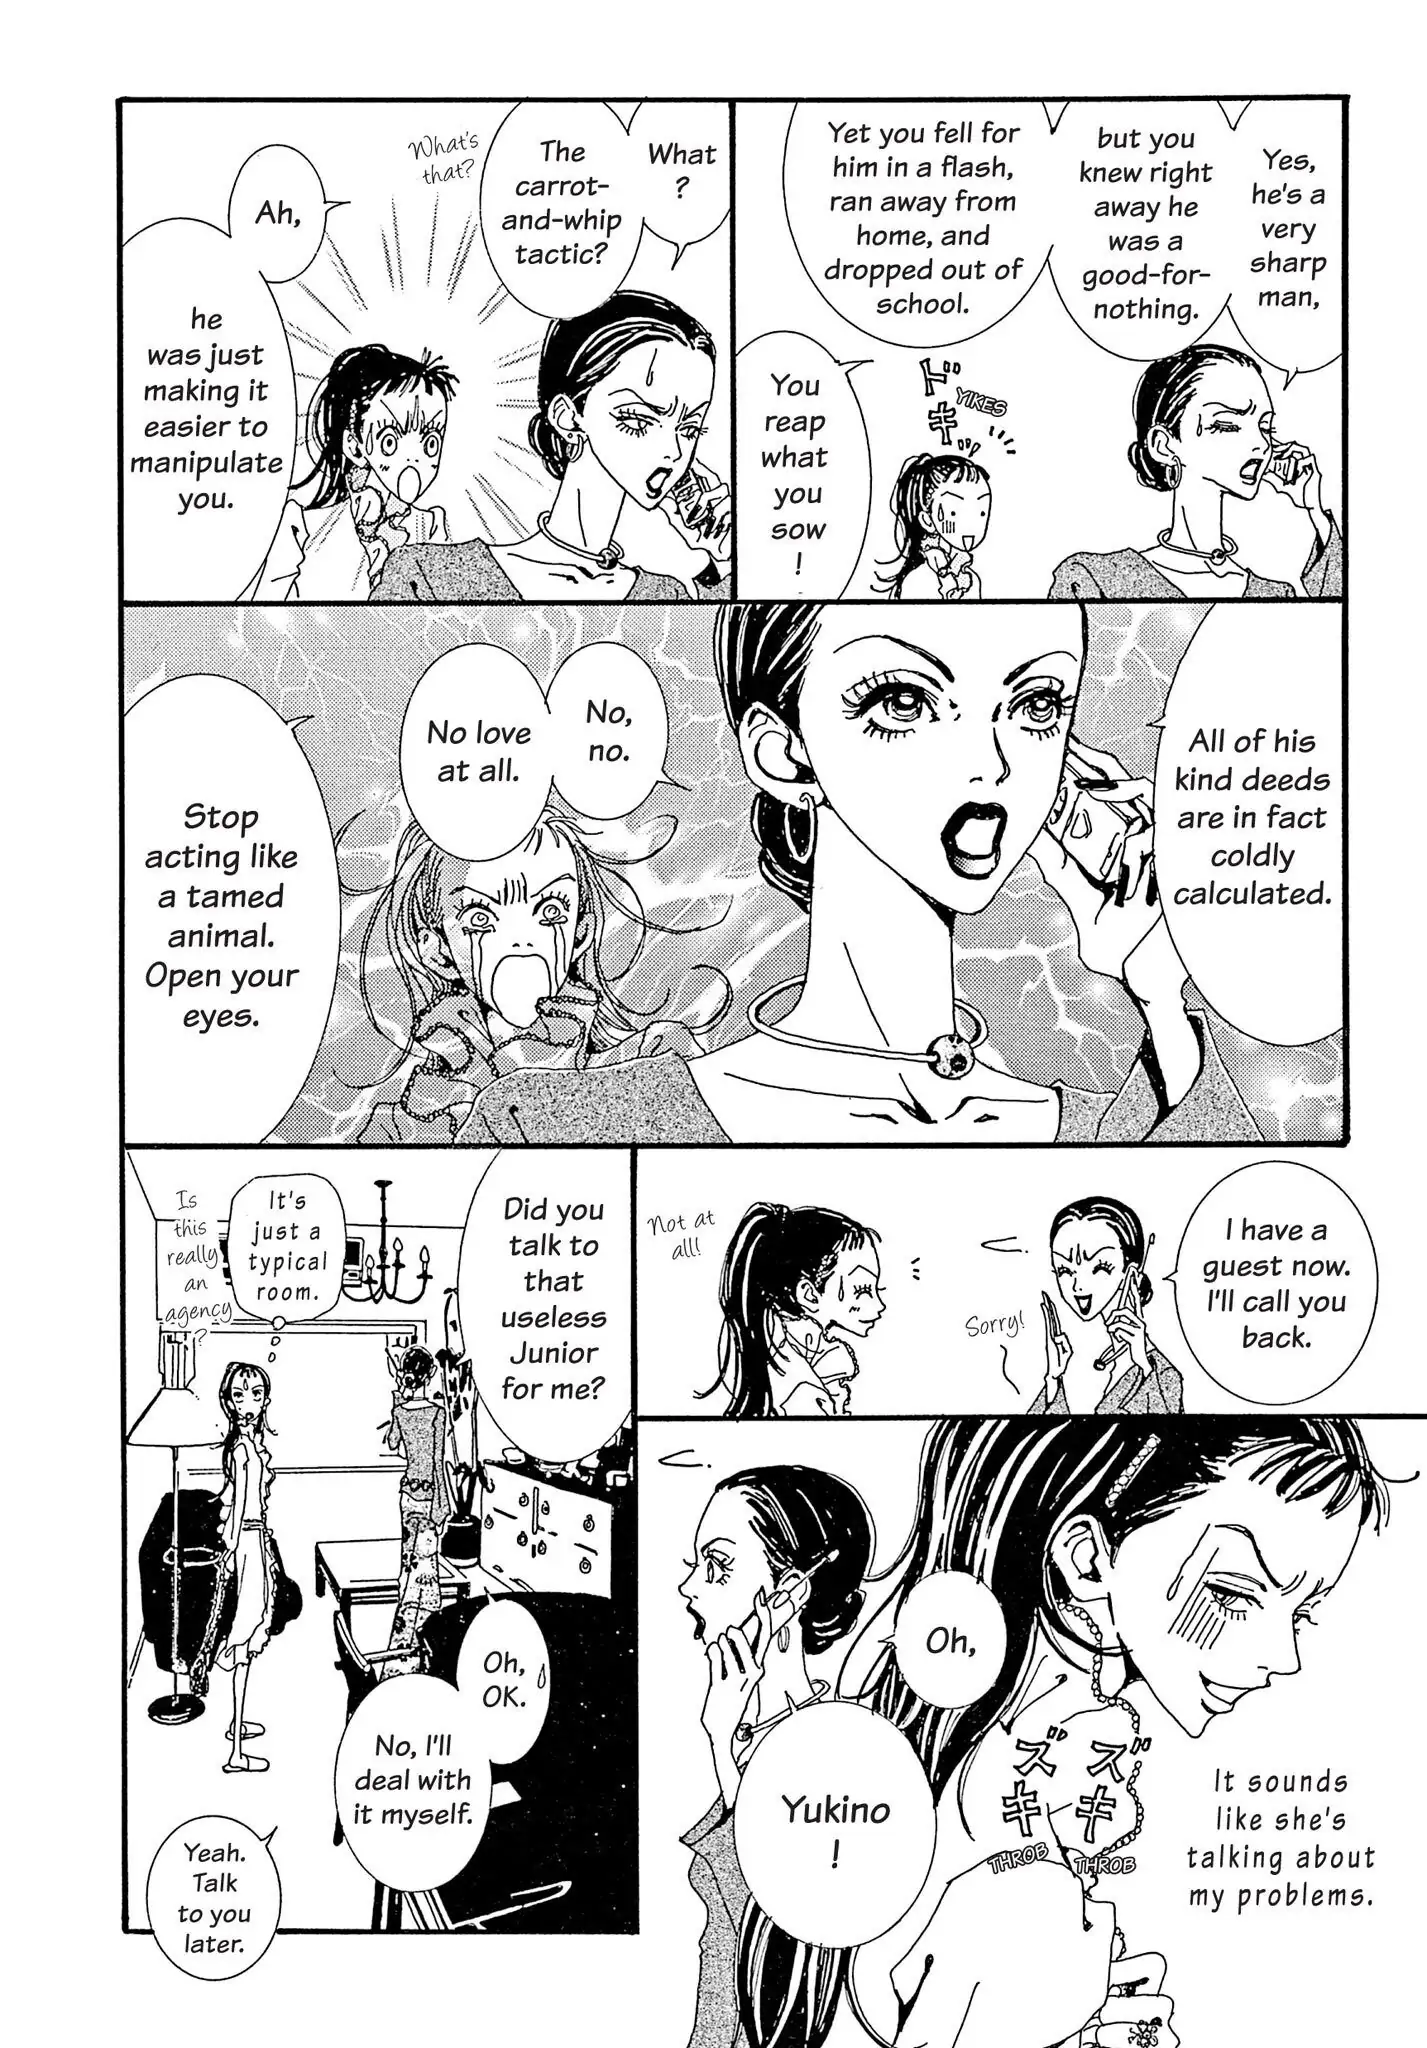 Yes,
he's a
very
sharp
man,
but you
knew right
away he
was a
good-for-
nothing.
Yet you fell for
him in a flash,
ran away from
home, and
dropped out of
school.
ドキッ
YIKES
You
reap
what
you
sow
!
What
?
The
carrot-
and-whip
tactic?
What's
that?
Ah,
he
was just
making it
easier to
manipulate
you.
All of his
kind deeds
are in fact
coldly
calculated.
No,
no.
No love
at all.
Stop
acting like
a tamed
animal.
Open your
eyes.
I have a
guest now.
I'll call you
back.
Sorry!
Not at
all!
Did you
talk to
that
useless
Junior
for me?
It's
just a
typical
room.
Is
this
really
an
agency
?
Oh,
OK.
No, I'll
deal with
it myself.
Yeah.
Talk
to you
later.
Oh,
Yukino
!
ズキ
ズキ
THROB
THROB
It sounds
like she's
talking about
my problems.